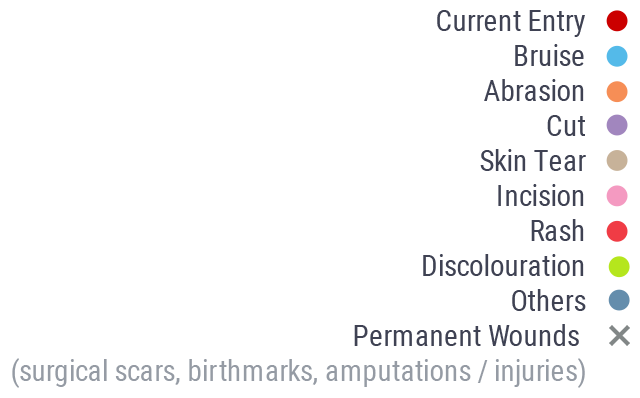 Current Entry
Bruise
Abrasion
Cut
Skin Tear
Incision
Rash
Discolouration
Others
Permanent Wounds
(surgical scars, birthmarks, amputations / injuries)